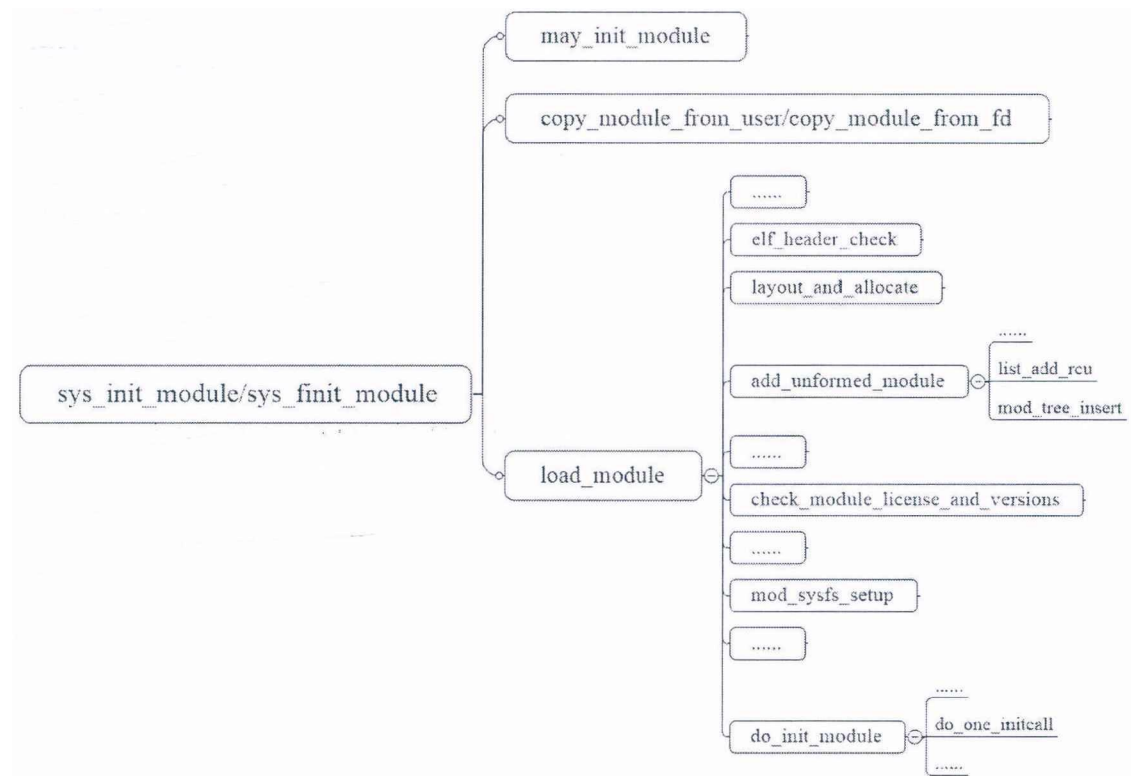 may_init_module
copy_module_from_user/copy_module_from_fd
......
elf_header_check
layout_and_allocate
......
add_unformed_module
list_add_rcu
mod_tree_insert
sys_init_module/sys_finit_module
......
load_module
check_module_license_and_versions
......
mod_sysfs_setup
......
......
do_init_module
do_one_initcall
......